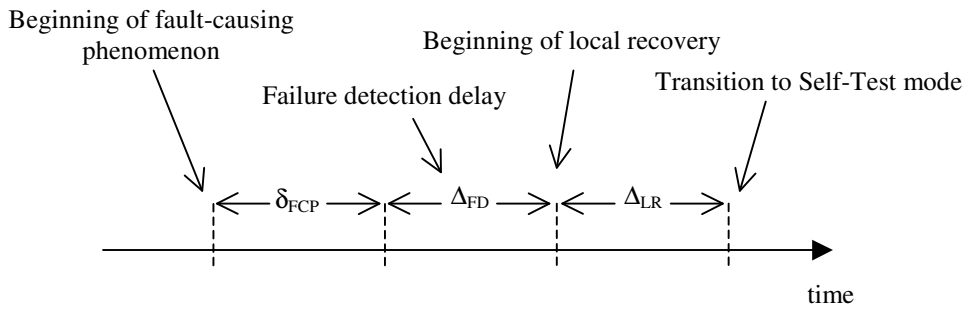 Beginning of fault-causing
phenomenon
Beginning of local recovery
Failure detection delay
Transition to Self-Test mode
δFCP
ΔFD
ΔLR
time